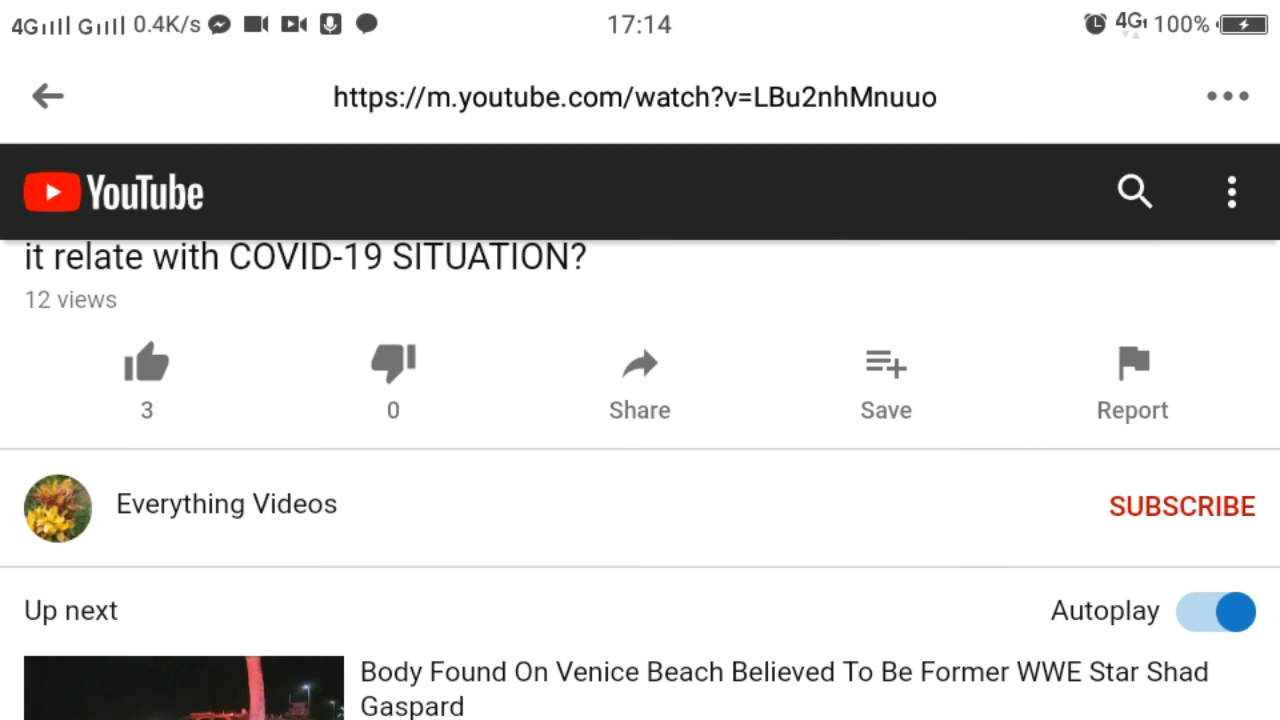 4G G 0.4K/s 17:14 4G 100%
https://m.youtube.com/watch?v=LBu2nhMnuuo
YouTube
it relate with COVID-19 SITUATION?
12 views
3 0 Share Save Report
Everything Videos SUBSCRIBE
Up next Autoplay
Body Found On Venice Beach Believed To Be Former WWE Star Shad
Gaspard